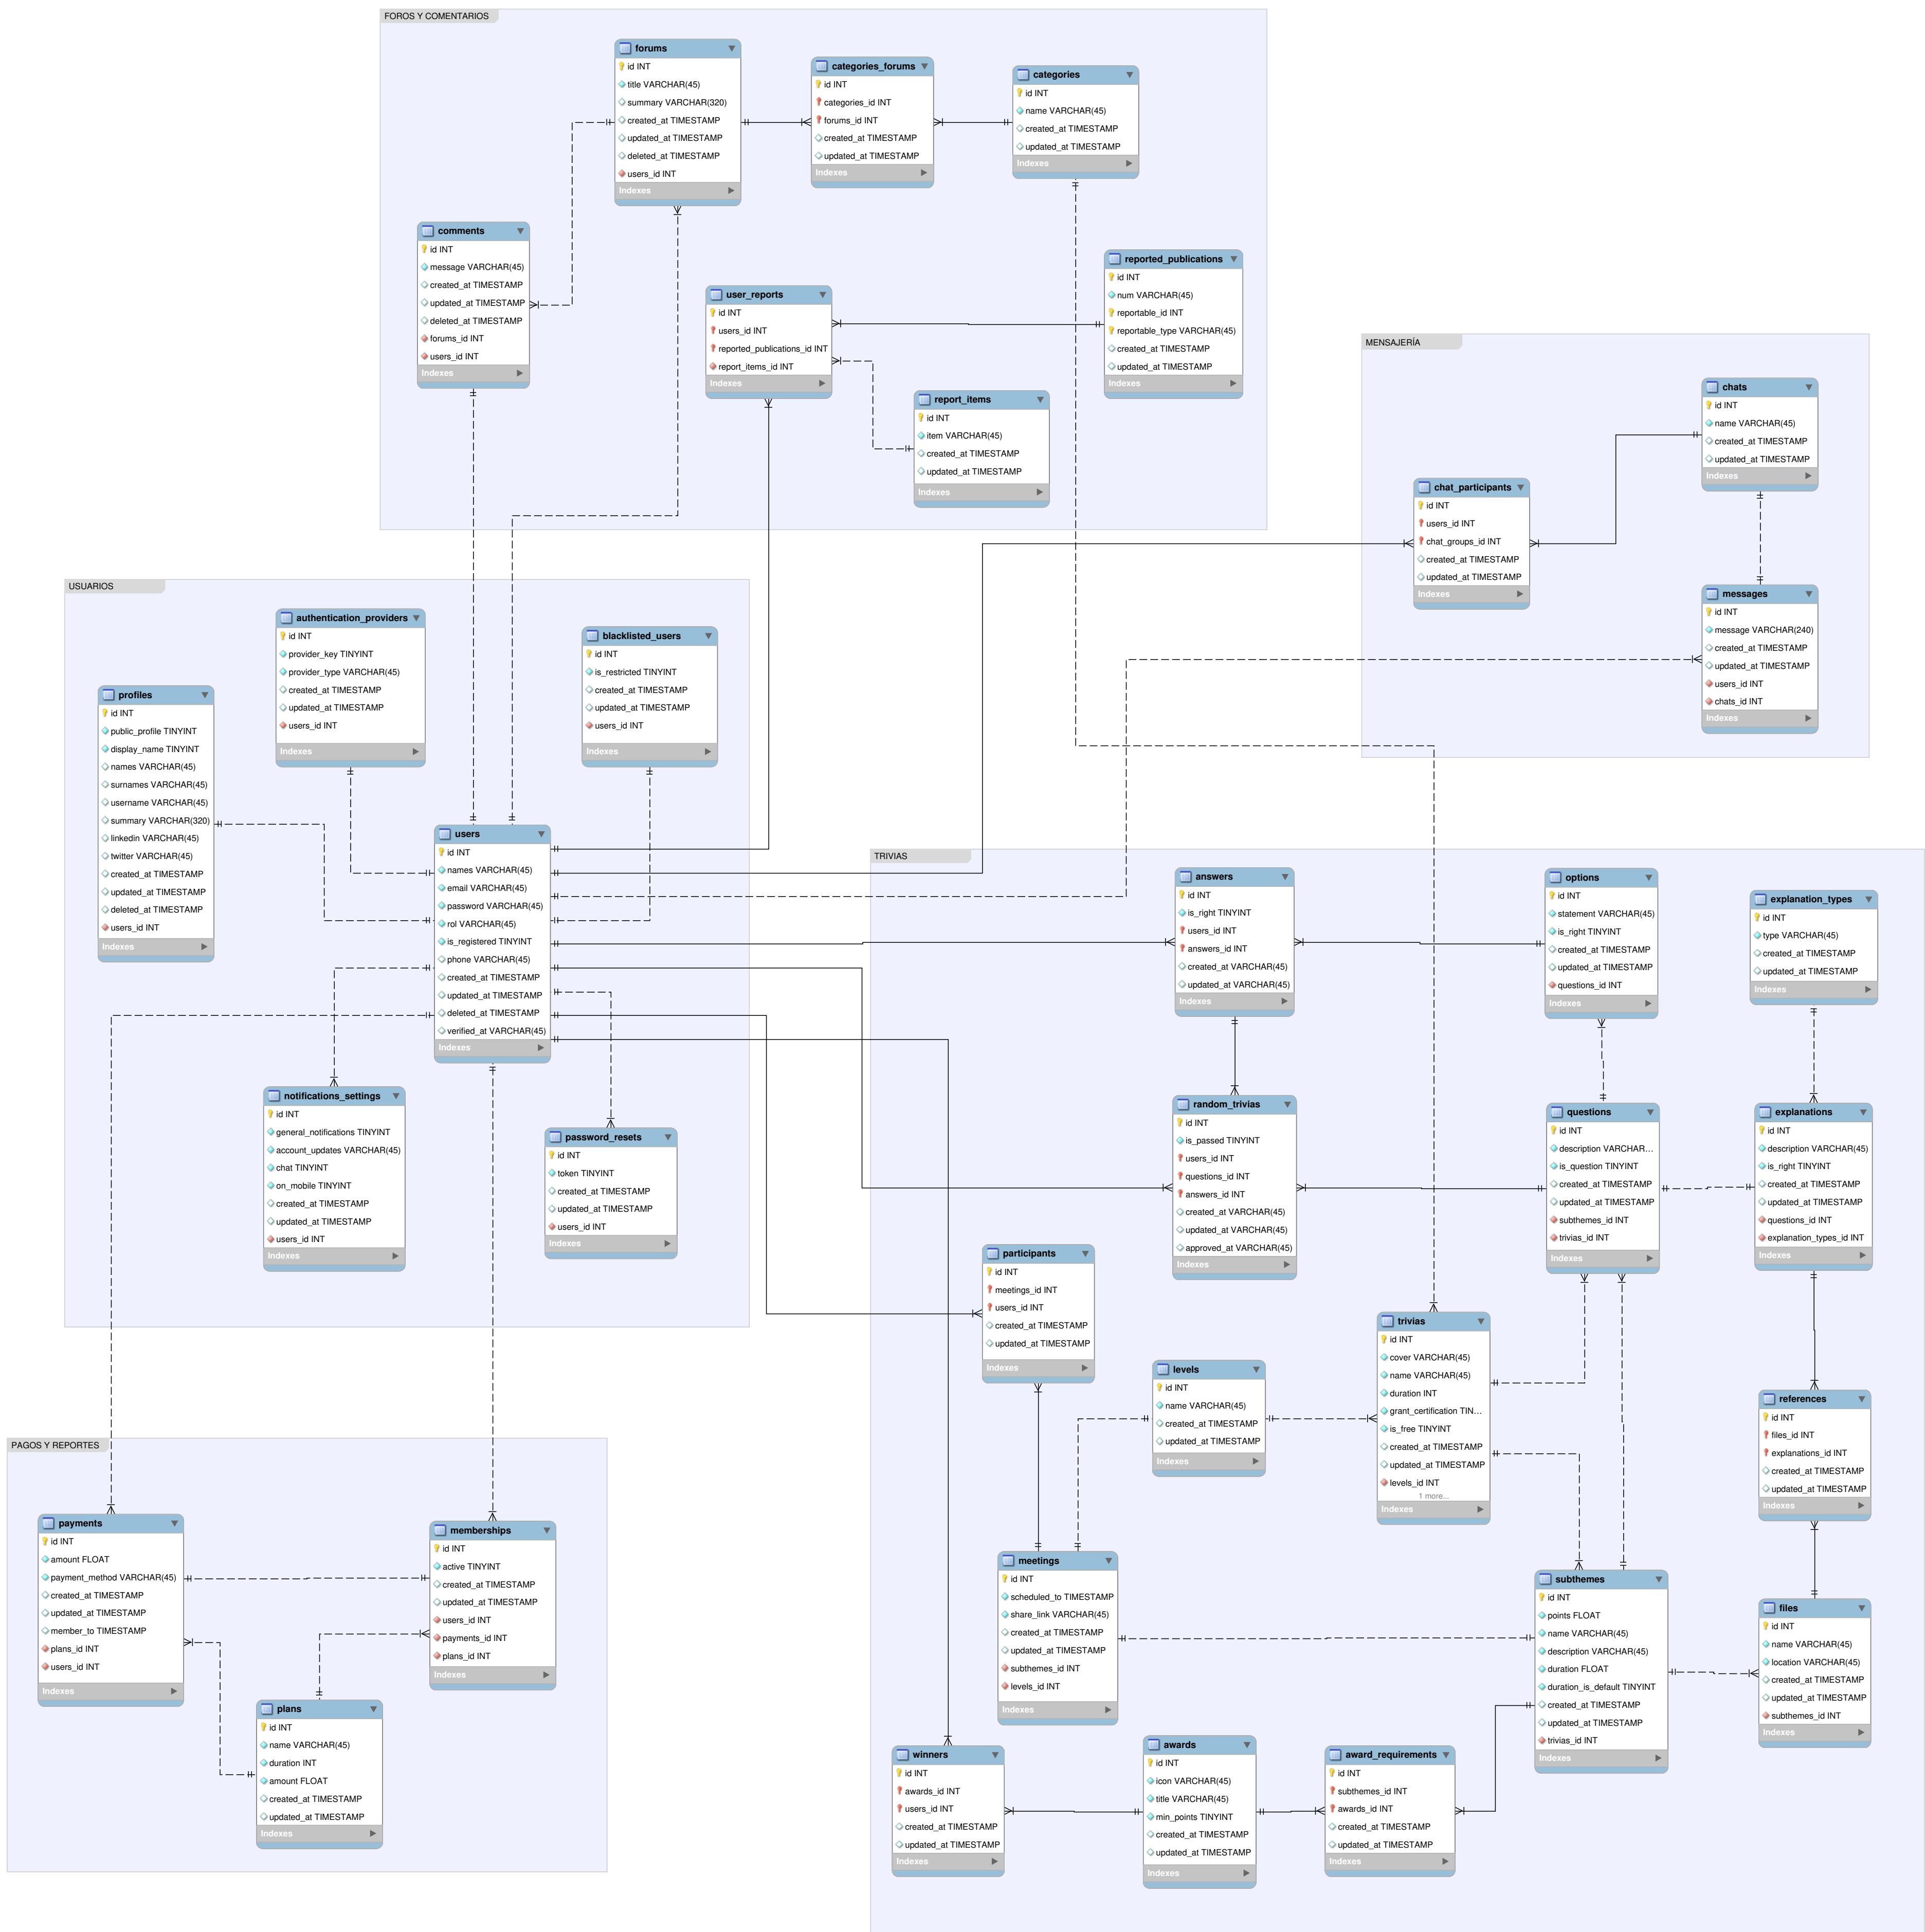 FOROS Y COMENTARIOS
forums
id INT
title VARCHAR(45)
summary VARCHAR(320)
created_at TIMESTAMP
updated_at TIMESTAMP
deleted_at TIMESTAMP
users_id INT
Indexes
categories_forums
id INT
categories_id INT
forums_id INT
created_at TIMESTAMP
updated_at TIMESTAMP
Indexes
categories
id INT
name VARCHAR(45)
created_at TIMESTAMP
updated_at TIMESTAMP
Indexes
comments
id INT
message VARCHAR(45)
created_at TIMESTAMP
updated_at TIMESTAMP
deleted_at TIMESTAMP
forums_id INT
users_id INT
Indexes
user_reports
id INT
users_id INT
reported_publications_id INT
report_items_id INT
Indexes
reported_publications
id INT
num VARCHAR(45)
reportable_id INT
reportable_type VARCHAR(45)
created_at TIMESTAMP
updated_at TIMESTAMP
Indexes
report_items
id INT
item VARCHAR(45)
created_at TIMESTAMP
updated_at TIMESTAMP
Indexes
MENSAJERÍA
chats
id INT
name VARCHAR(45)
created_at TIMESTAMP
updated_at TIMESTAMP
Indexes
chat_participants
id INT
users_id INT
chat_groups_id INT
created_at TIMESTAMP
updated_at TIMESTAMP
Indexes
messages
id INT
message VARCHAR(240)
created_at TIMESTAMP
updated_at TIMESTAMP
users_id INT
chats_id INT
Indexes
USUARIOS
authentication_providers
id INT
provider_key TINYINT
provider_type VARCHAR(45)
created_at TIMESTAMP
updated_at TIMESTAMP
users_id INT
Indexes
blacklisted_users
id INT
is_restricted TINYINT
created_at TIMESTAMP
updated_at TIMESTAMP
users_id INT
Indexes
profiles
id INT
public_profile TINYINT
display_name TINYINT
names VARCHAR(45)
surnames VARCHAR(45)
username VARCHAR(45)
summary VARCHAR(320)
linkedin VARCHAR(45)
twitter VARCHAR(45)
created_at TIMESTAMP
updated_at TIMESTAMP
deleted_at TIMESTAMP
users_id INT
Indexes
users
id INT
names VARCHAR(45)
email VARCHAR(45)
password VARCHAR(45)
rol VARCHAR(45)
is_registered TINYINT
phone VARCHAR(45)
created_at TIMESTAMP
updated_at TIMESTAMP
deleted_at TIMESTAMP
verified_at VARCHAR(45)
Indexes
notifications_settings
id INT
general_notifications TINYINT
account_updates VARCHAR(45)
chat TINYINT
on_mobile TINYINT
created_at TIMESTAMP
updated_at TIMESTAMP
users_id INT
Indexes
password_resets
id INT
token TINYINT
created_at TIMESTAMP
updated_at TIMESTAMP
users_id INT
Indexes
TRIVIAS
answers
id INT
is_right TINYINT
users_id INT
answers_id INT
created_at VARCHAR(45)
updated_at VARCHAR(45)
Indexes
options
id INT
statement VARCHAR(45)
is_right TINYINT
created_at TIMESTAMP
updated_at TIMESTAMP
questions_id INT
Indexes
explanation_types
id INT
type VARCHAR(45)
created_at TIMESTAMP
updated_at TIMESTAMP
Indexes
random_trivias
id INT
is_passed TINYINT
users_id INT
questions_id INT
answers_id INT
created_at VARCHAR(45)
updated_at VARCHAR(45)
approved_at VARCHAR(45)
Indexes
questions
id INT
description VARCHAR...
is_question TINYINT
created_at TIMESTAMP
updated_at TIMESTAMP
subthemes_id INT
trivias_id INT
Indexes
explanations
id INT
description VARCHAR(45)
is_right TINYINT
created_at TIMESTAMP
updated_at TIMESTAMP
questions_id INT
explanation_types_id INT
Indexes
participants
id INT
meetings_id INT
users_id INT
created_at TIMESTAMP
updated_at TIMESTAMP
Indexes
levels
id INT
name VARCHAR(45)
created_at TIMESTAMP
updated_at TIMESTAMP
Indexes
trivias
id INT
cover VARCHAR(45)
name VARCHAR(45)
duration INT
grant_certification TIN...
is_free TINYINT
created_at TIMESTAMP
updated_at TIMESTAMP
levels_id INT
1 more...
Indexes
references
id INT
files_id INT
explanations_id INT
created_at TIMESTAMP
updated_at TIMESTAMP
Indexes
meetings
id INT
scheduled_to TIMESTAMP
share_link VARCHAR(45)
created_at TIMESTAMP
updated_at TIMESTAMP
subthemes_id INT
levels_id INT
Indexes
subthemes
id INT
points FLOAT
name VARCHAR(45)
description VARCHAR(45)
duration FLOAT
duration_is_default TINYINT
created_at TIMESTAMP
updated_at TIMESTAMP
trivias_id INT
Indexes
files
id INT
name VARCHAR(45)
location VARCHAR(45)
created_at TIMESTAMP
updated_at TIMESTAMP
subthemes_id INT
Indexes
winners
id INT
awards_id INT
users_id INT
created_at TIMESTAMP
updated_at TIMESTAMP
Indexes
awards
id INT
icon VARCHAR(45)
title VARCHAR(45)
min_points TINYINT
created_at TIMESTAMP
updated_at TIMESTAMP
Indexes
award_requirements
id INT
subthemes_id INT
awards_id INT
created_at TIMESTAMP
updated_at TIMESTAMP
Indexes
PAGOS Y REPORTES
payments
id INT
amount FLOAT
payment_method VARCHAR(45)
created_at TIMESTAMP
updated_at TIMESTAMP
member_to TIMESTAMP
plans_id INT
users_id INT
Indexes
memberships
id INT
active TINYINT
created_at TIMESTAMP
updated_at TIMESTAMP
users_id INT
payments_id INT
plans_id INT
Indexes
plans
id INT
name VARCHAR(45)
duration INT
amount FLOAT
created_at TIMESTAMP
updated_at TIMESTAMP
Indexes